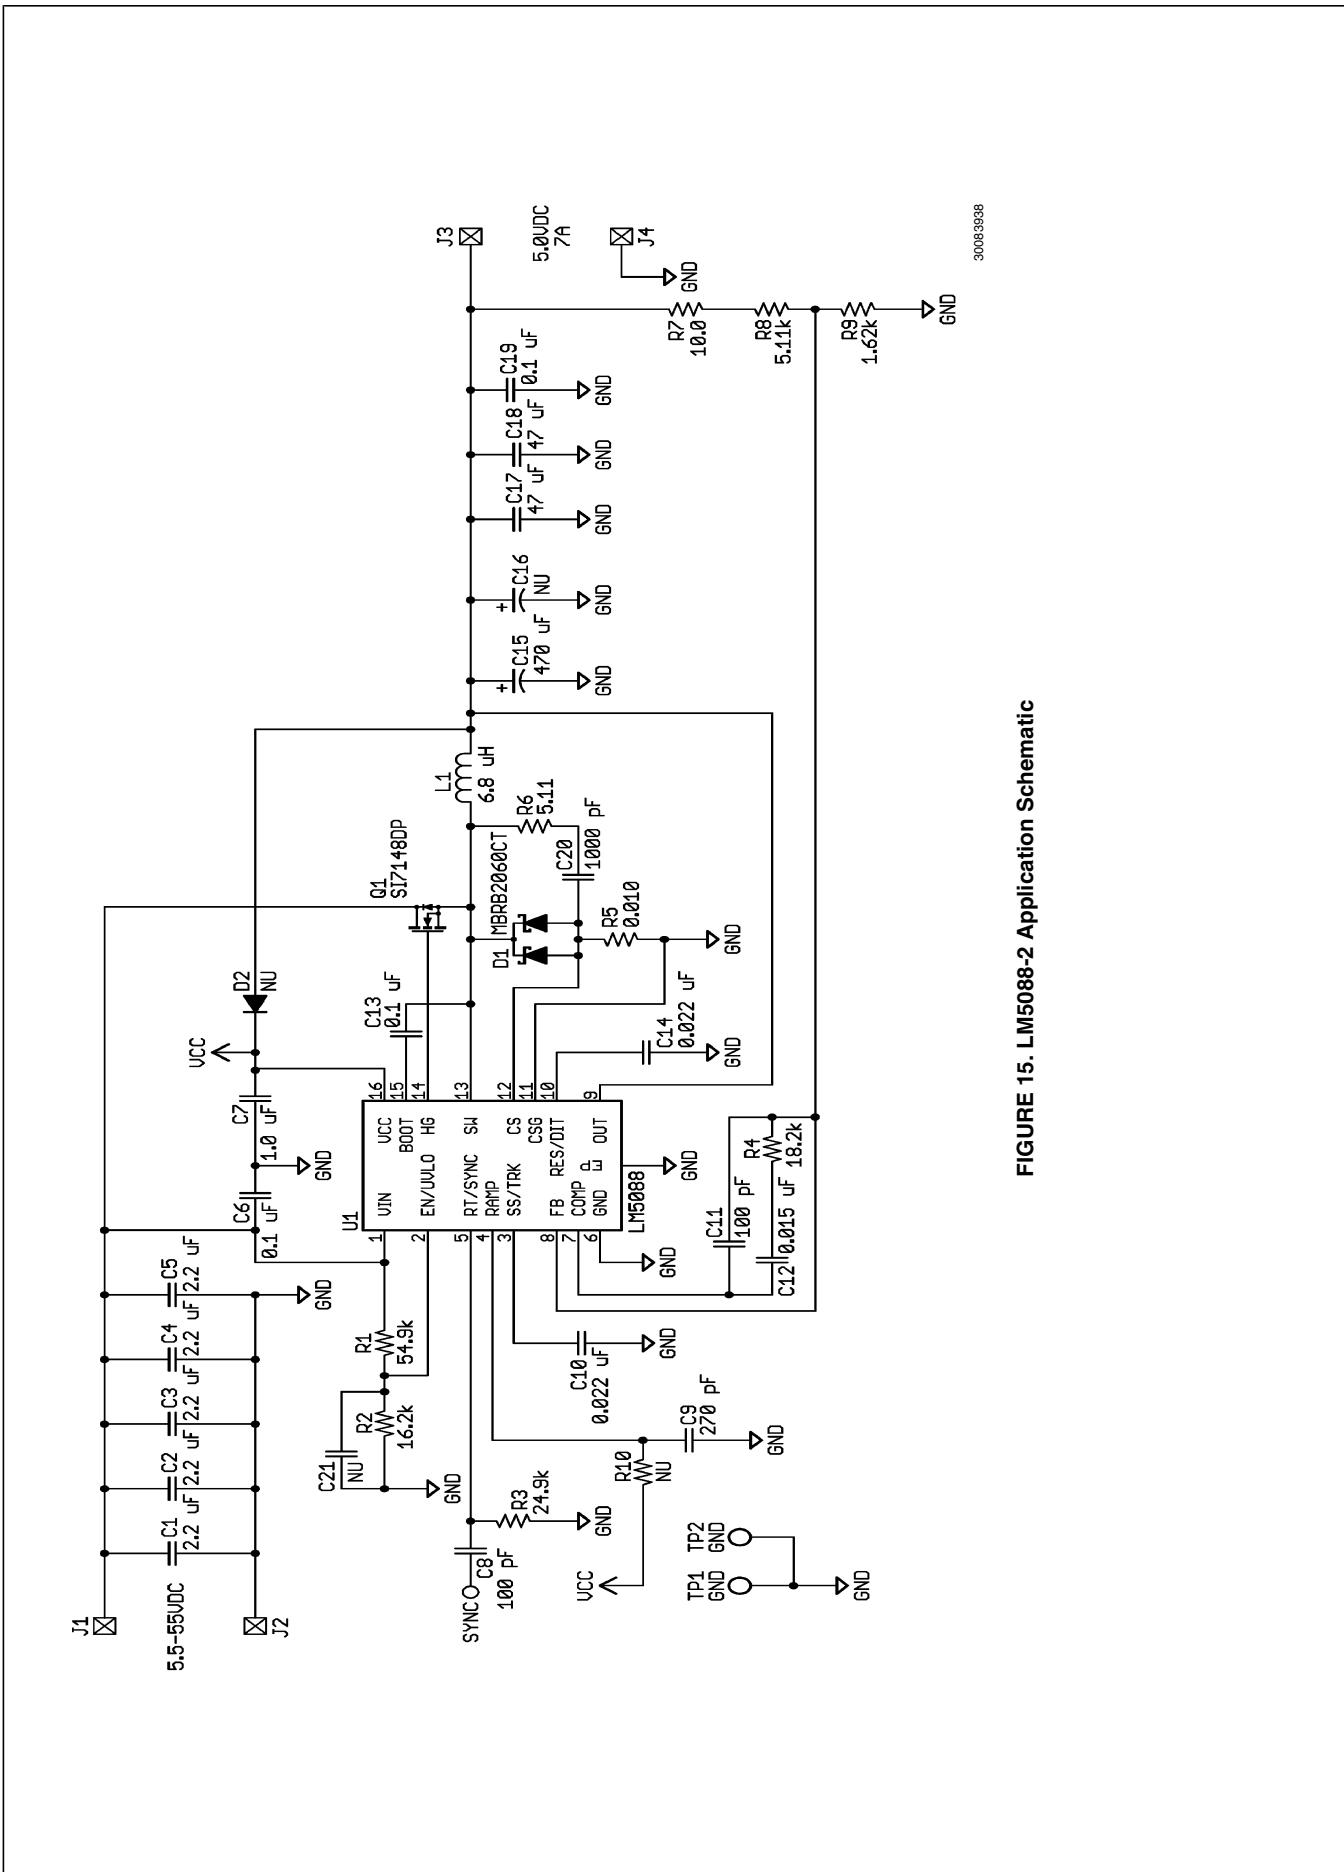 J1
5.5-55VDC
J2
C1
2.2 uF
C2
2.2 uF
C3
2.2 uF
C4
2.2 uF
C5
2.2 uF
GND
C6
0.1 uF
GND
C7
1.0 uF
VCC
D2
NU
C21
NU
R2
16.2k
R1
54.9k
GND
SYNC
C8
100 pF
R3
24.9k
GND
VCC
R10
NU
C9
270 pF
GND
C10
0.022 uF
GND
TP1
GND
TP2
GND
GND
U1
LM5088
1
VIN
2
EN/UVLO
5
RT/SYNC
4
RAMP
3
SS/TRK
8
FB
7
COMP
6
GND
EP
VCC
16
BOOT
15
HG
14
SW
13
CS
12
CSG
11
RES/DIT
10
OUT
9
GND
GND
C11
100 pF
C12
0.015 uF
R4
18.2k
C13
0.1 uF
Q1
SI7148DP
D1
MBRB2060CT
R5
0.010
GND
C14
0.022 uF
GND
C20
1000 pF
R6
5.11
L1
6.8 uH
+
C15
470 uF
GND
+
C16
NU
GND
C17
47 uF
GND
C18
47 uF
GND
C19
0.1 uF
GND
J3
5.0VDC
7A
J4
GND
R7
10.0
R8
5.11k
R9
1.62k
GND
30083938
FIGURE 15. LM5088-2 Application Schematic